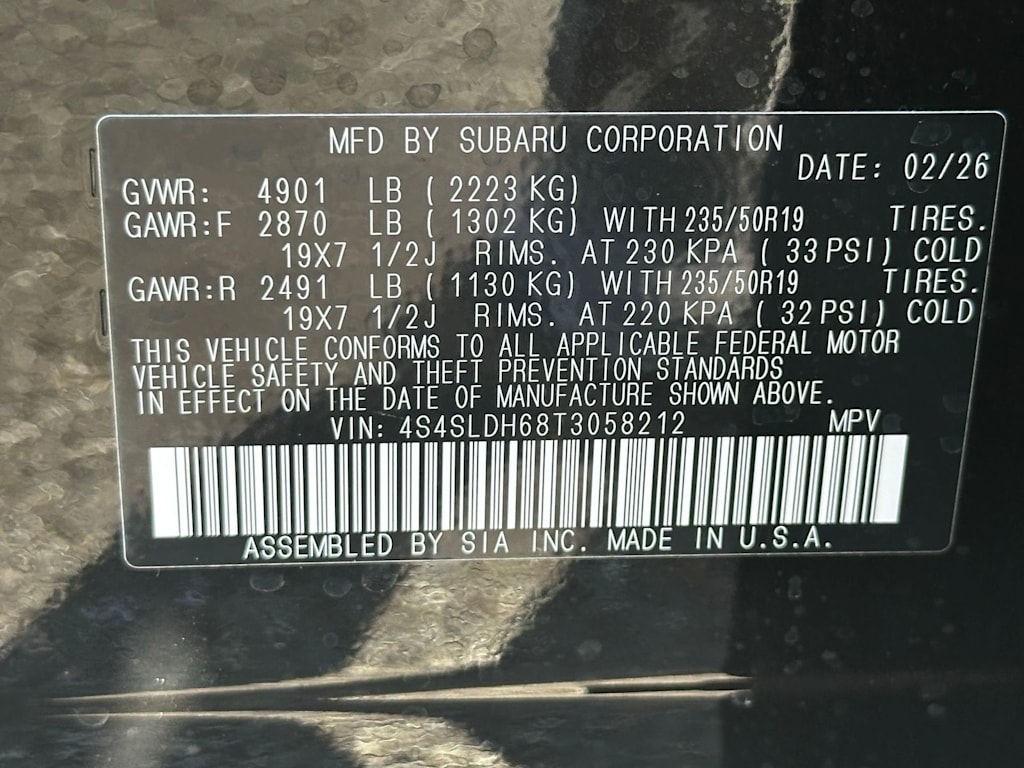 MFD BY SUBARU CORPORATION
DATE: 02/26
GVWR: 4901 LB ( 2223 KG)
GAWR:F 2870 LB ( 1302 KG) WITH 235/50R19 TIRES.
19X7 1/2J RIMS. AT 230 KPA ( 33 PSI) COLD
GAWR:R 2491 LB ( 1130 KG) WITH 235/50R19 TIRES.
19X7 1/2J RIMS. AT 220 KPA ( 32 PSI) COLD
THIS VEHICLE CONFORMS TO ALL APPLICABLE FEDERAL MOTOR
VEHICLE SAFETY AND THEFT PREVENTION STANDARDS
IN EFFECT ON THE DATE OF MANUFACTURE SHOWN ABOVE.
VIN: 4S4SLDH68T3058212 MPV
ASSEMBLED BY SIA INC. MADE IN U.S.A.